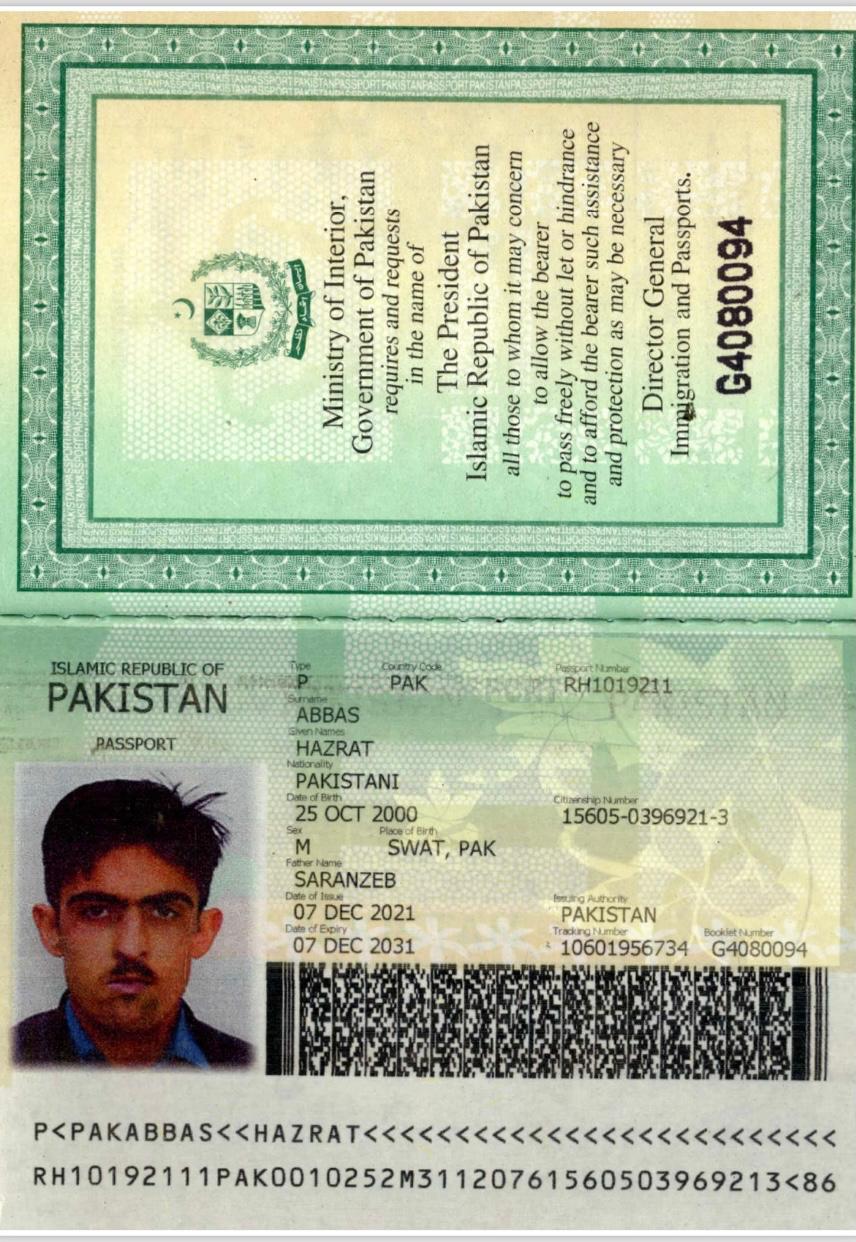 Ministry of Interior,
Government of Pakistan
requires and requests
in the name of
The President
Islamic Republic of Pakistan
all those to whom it may concern
to allow the bearer
to pass freely without let or hindrance
and to afford the bearer such assistance
and protection as may be necessary
Director General
Immigration and Passports.
G4080094
ISLAMIC REPUBLIC OF
PAKISTAN
PASSPORT
Type Country Code Passport Number
P PAK RH1019211
Surname
ABBAS
Given Names
HAZRAT
Nationality
PAKISTANI
Date of Birth Citizenship Number
25 OCT 2000 15605-0396921-3
Sex Place of Birth
M SWAT, PAK
Father Name
SARANZEB
Date of Issue Issuing Authority
07 DEC 2021 PAKISTAN
Date of Expiry Tracking Number Booklet Number
07 DEC 2031 10601956734 G4080094
P<PAKABBAS<<HAZRAT<<<<<<<<<<<<<<<<<<<<<<<<<<
RH10192111PAK0010252M3112076156050396921​3<86